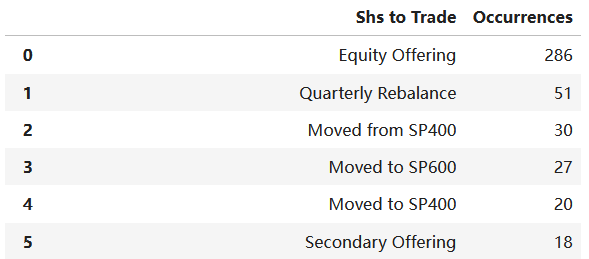 Shs to Trade Occurrences
0 Equity Offering 286
1 Quarterly Rebalance 51
2 Moved from SP400 30
3 Moved to SP600 27
4 Moved to SP400 20
5 Secondary Offering 18